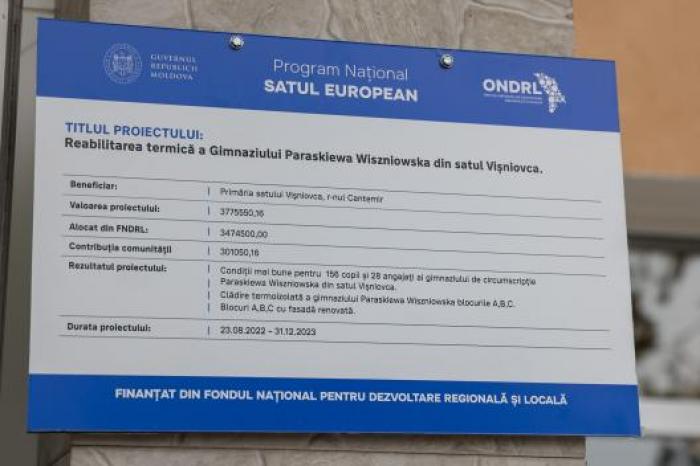 GUVERNUL
REPUBLICII
MOLDOVA
Program Național
SATUL EUROPEAN
ONDRL
TITLUL PROIECTULUI:
Reabilitarea termică a Gimnaziului Paraskiewa Wiszniowska din satul Vișniovca.
Beneficiar: Primăria satului Vișniovca, r-nul Cantemir
Valoarea proiectului: 3775550,16
Alocat din FNDRL: 3474500,00
Contribuția comunității 301050,16
Rezultatul proiectului: Condiții mai bune pentru 156 copii și 28 angajați ai gimnaziului de circumscripție
Paraskiewa Wiszniowska din satul Vișniovca.
Clădire termoizolată a gimnaziului Paraskiewa Wiszniowska blocurile A,B,C.
Blocuri A,B,C cu fasadă renovată.
Durata proiectului: 23.08.2022 - 31.12.2023
FINANȚAT DIN FONDUL NAȚIONAL PENTRU DEZVOLTARE REGIONALĂ ȘI LOCALĂ